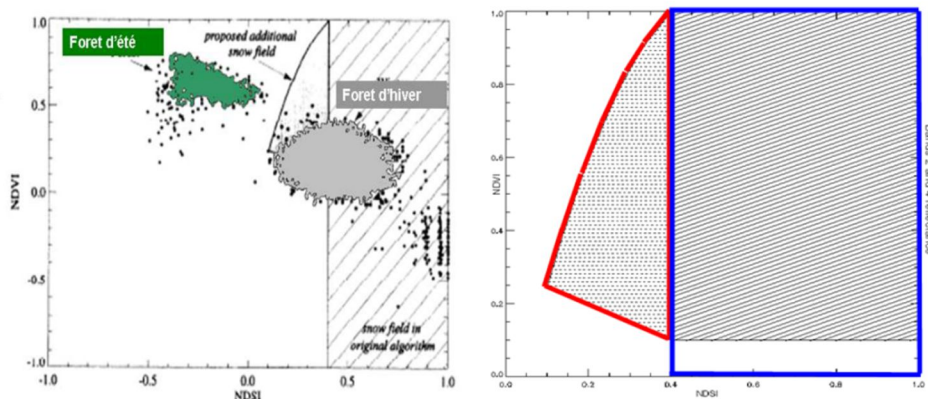 1.0
Foret d'été
proposed additional
snow field
0.5
Foret d'hiver
NDVI
0.0
-0.5
snow field in
original algorithm
-1.0
-1.0 -0.5 0.0 0.5 1.0
NDSI
1.0
0.8
0.6
NDVI
0.4
0.2
0.0
0.0 0.2 0.4 0.6 0.8 1.0
NDSI